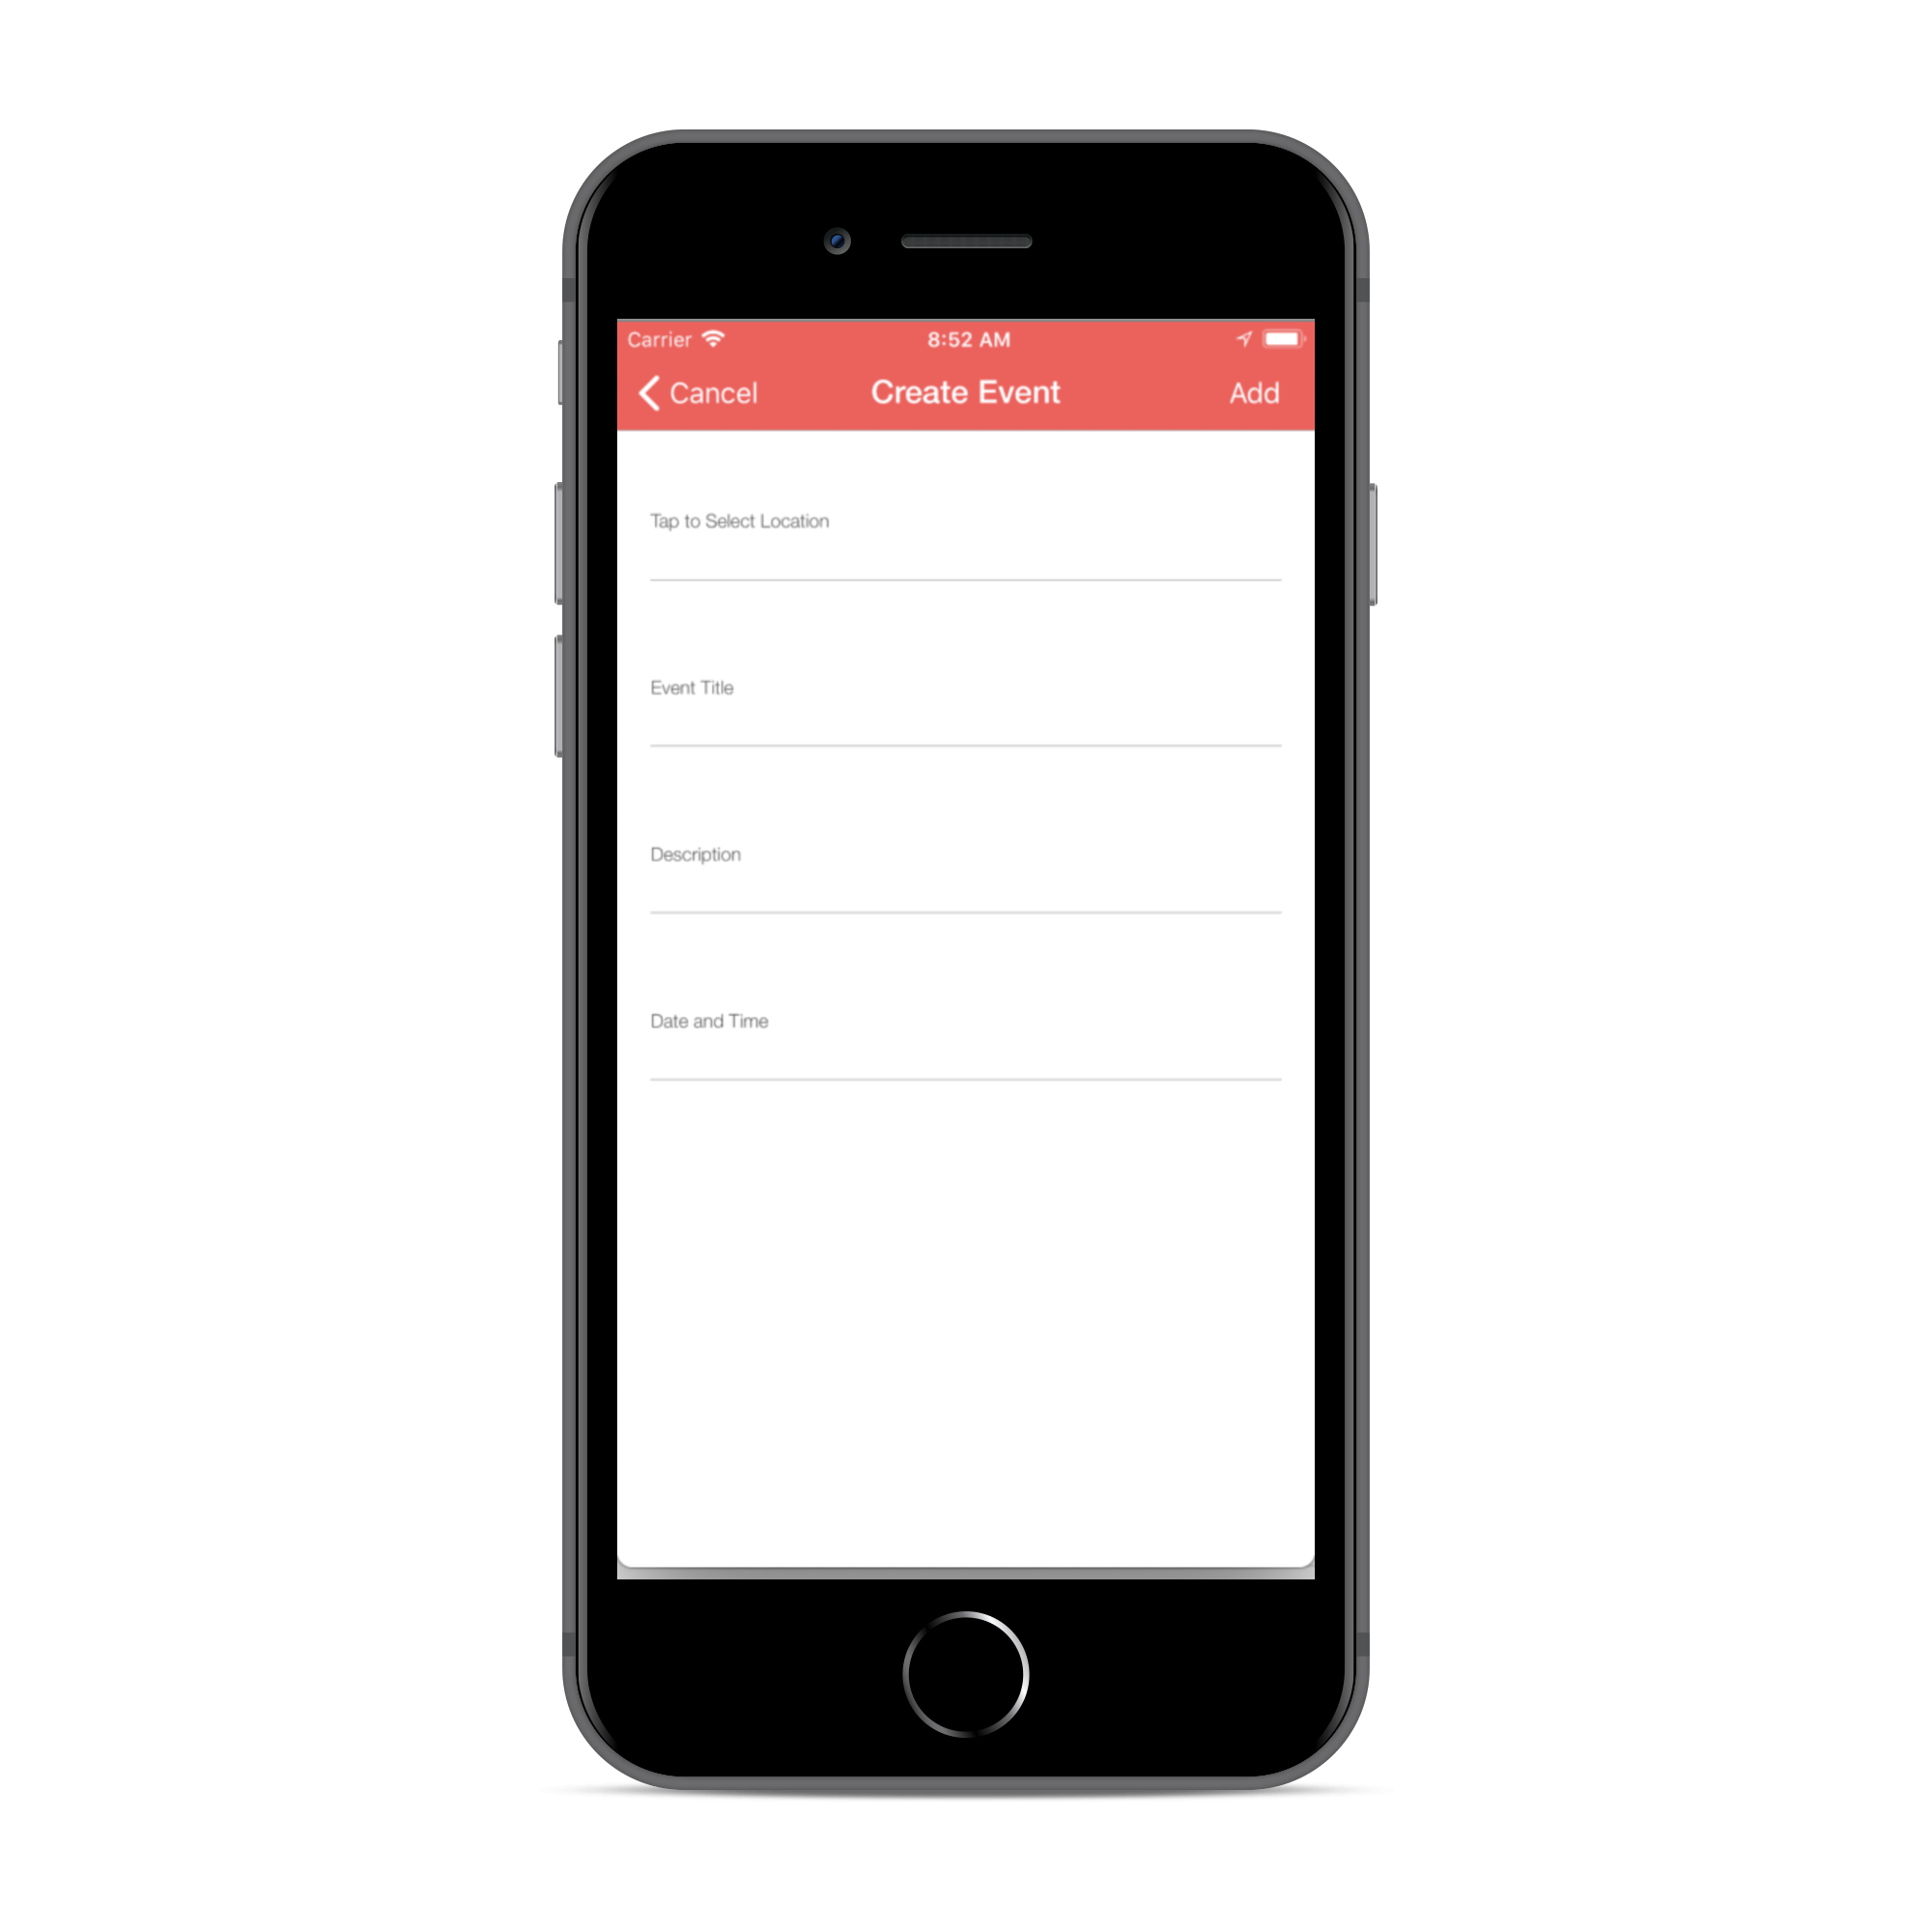 Carrier 8:52 AM
Cancel Create Event Add
Tap to Select Location
Event Title
Description
Date and Time